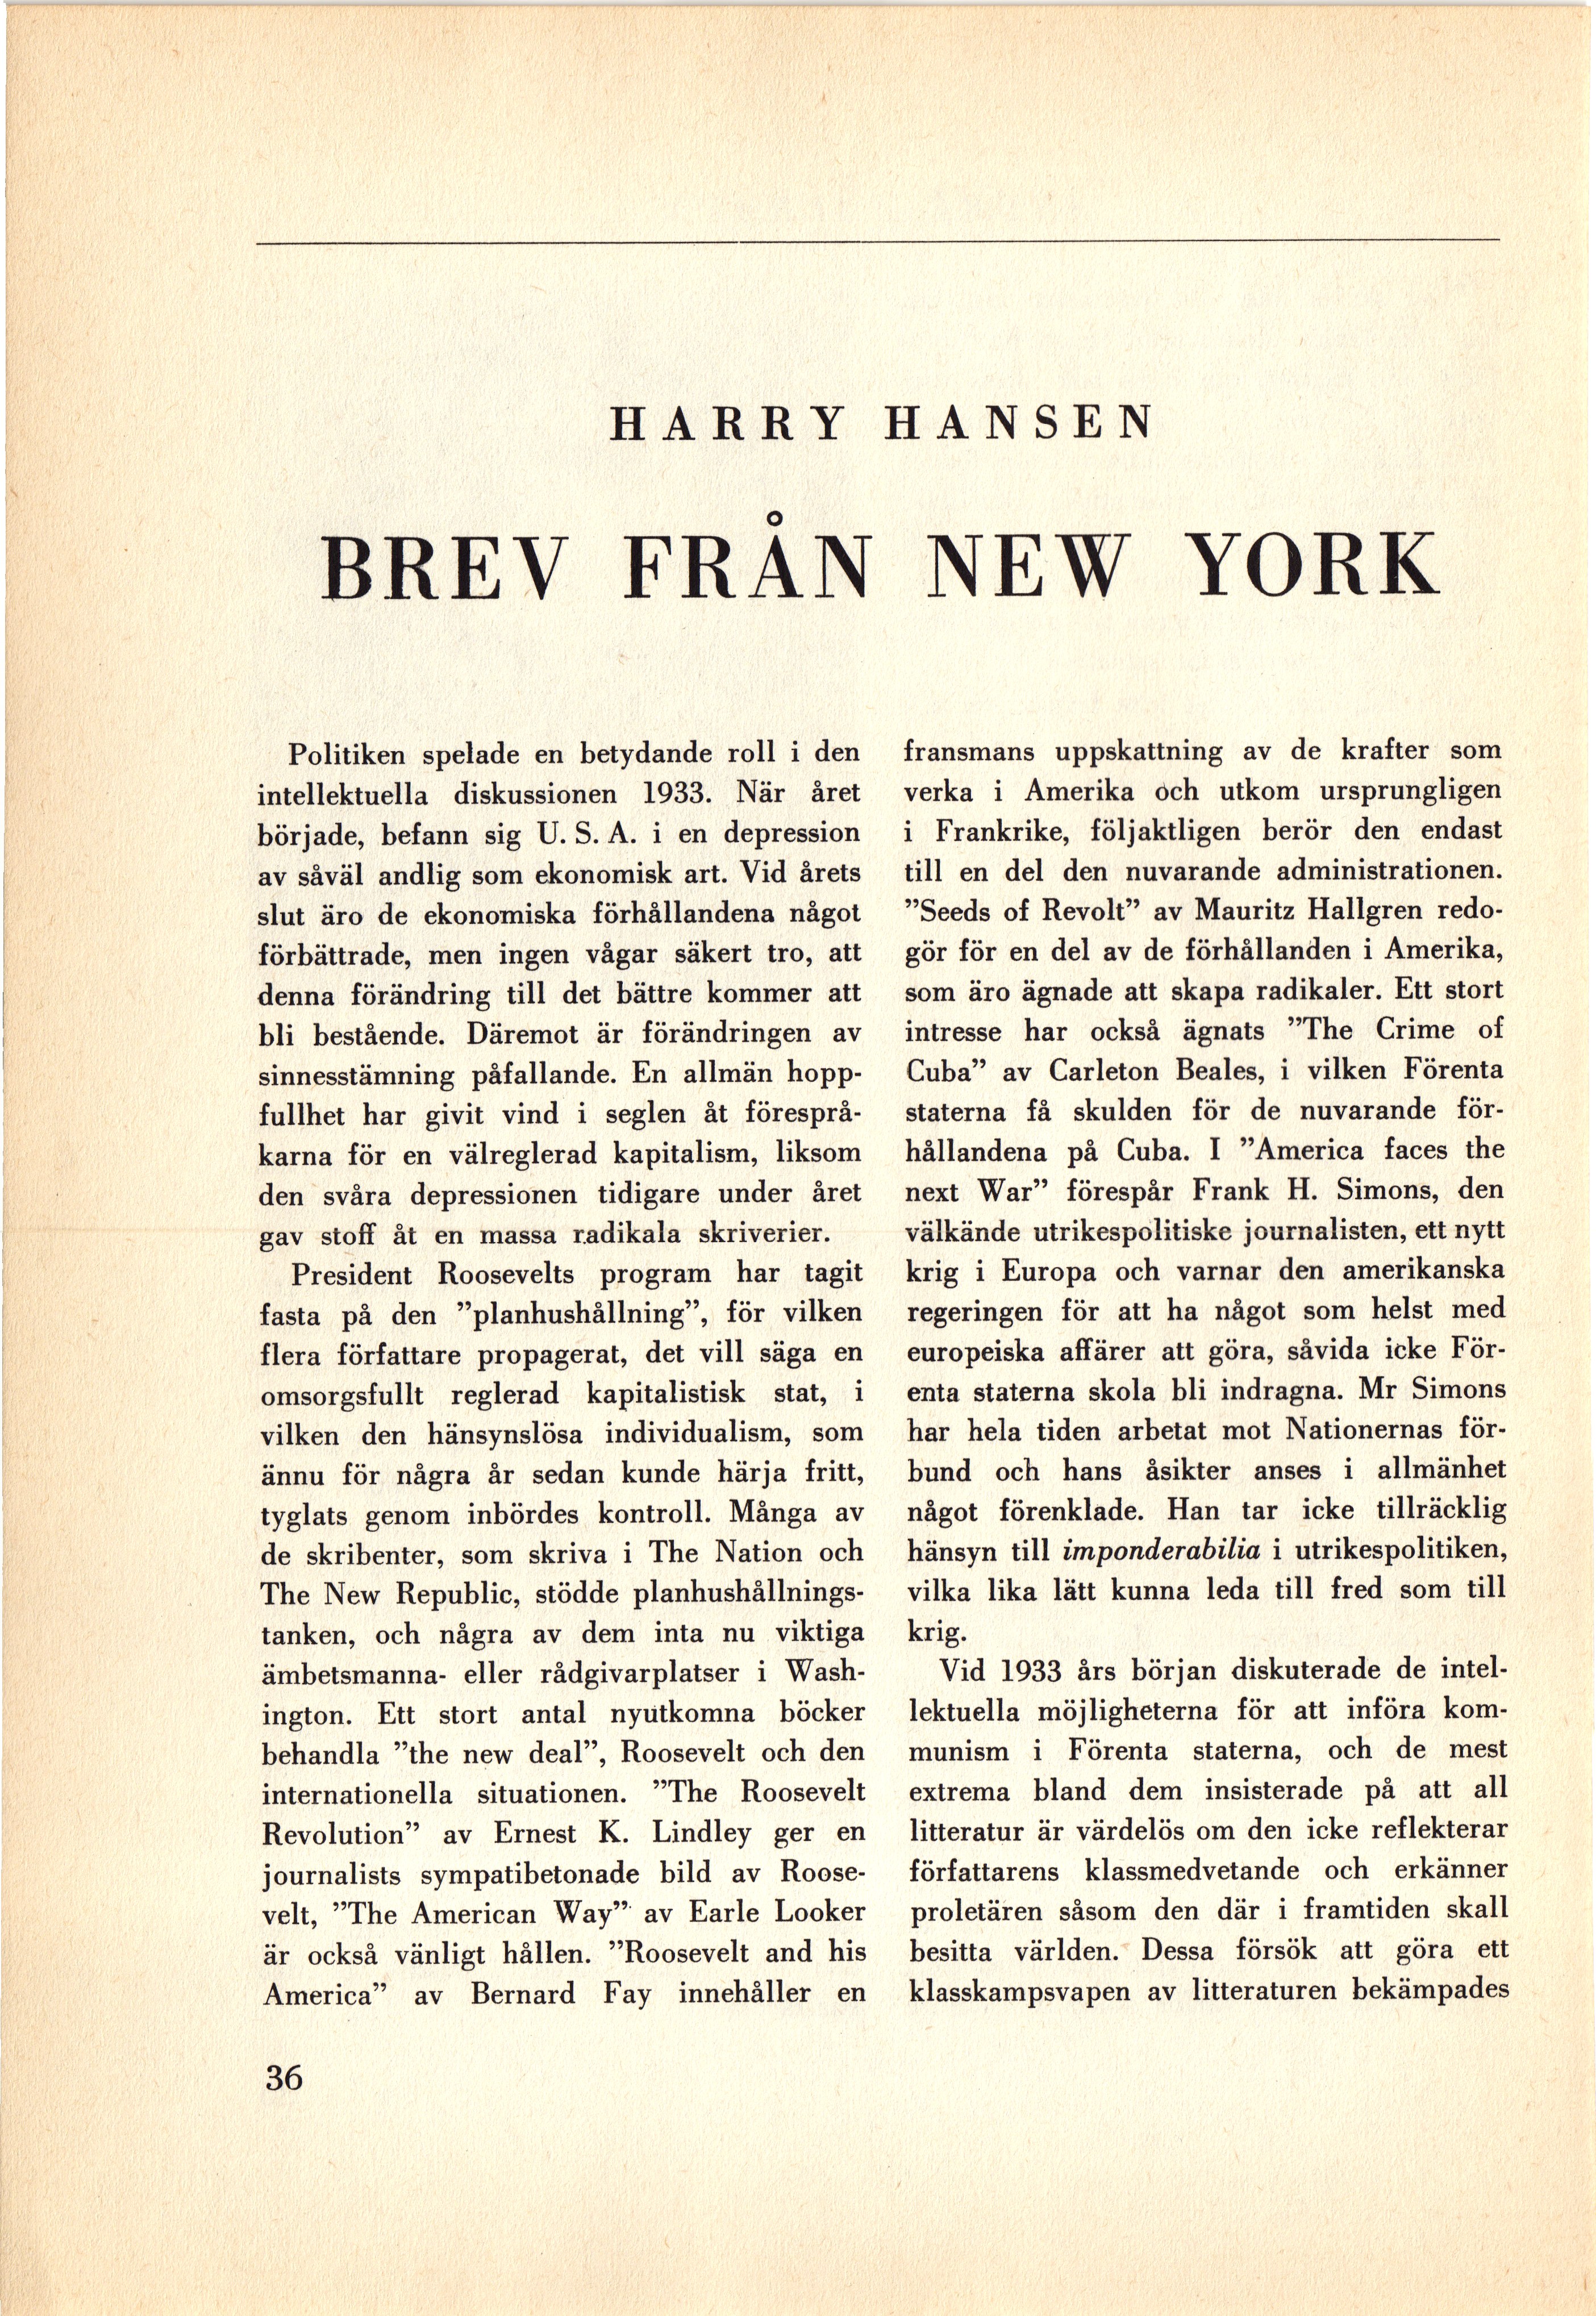 HARRY HANSEN
BREV FRÅN NEW YORK
Politiken spelade en betydande roll i den
intellektuella diskussionen 1933. När året
började, befann sig U. S. A. i en depression
av såväl andlig som ekonomisk art. Vid årets
slut äro de ekonomiska förhållandena något
förbättrade, men ingen vågar säkert tro, att
denna förändring till det bättre kommer att
bli bestående. Däremot är förändringen av
sinnesstämning påfallande. En allmän hopp-
fullhet har givit vind i seglen åt föresprå-
karna för en välreglerad kapitalism, liksom
den svåra depressionen tidigare under året
gav stoff åt en massa radikala skriverier.
President Roosevelts program har tagit
fasta på den ”planhushållning”, för vilken
flera författare propagerat, det vill säga en
omsorgsfullt reglerad kapitalistisk stat, i
vilken den hänsynslösa individualism, som
ännu för några år sedan kunde härja fritt,
tyglats genom inbördes kontroll. Många av
de skribenter, som skriva i The Nation och
The New Republic, stödde planhushållnings-
tanken, och några av dem inta nu viktiga
ämbetsmanna- eller rådgivarplatser i Wash-
ington. Ett stort antal nyutkomna böcker
behandla ”the new deal”, Roosevelt och den
internationella situationen. ”The Roosevelt
Revolution” av Ernest K. Lindley ger en
journalists sympatibetonade bild av Roose-
velt, ”The American Way” av Earle Looker
är också vänligt hållen. ”Roosevelt and his
America” av Bernard Fay innehåller en
fransmans uppskattning av de krafter som
verka i Amerika och utkom ursprungligen
i Frankrike, följaktligen berör den endast
till en del den nuvarande administrationen.
”Seeds of Revolt” av Mauritz Hallgren redo-
gör för en del av de förhållanden i Amerika,
som äro ägnade att skapa radikaler. Ett stort
intresse har också ägnats ”The Crime of
Cuba” av Carleton Beales, i vilken Förenta
staterna få skulden för de nuvarande för-
hållandena på Cuba. I ”America faces the
next War” förespår Frank H. Simons, den
välkände utrikespolitiske journalisten, ett nytt
krig i Europa och varnar den amerikanska
regeringen för att ha något som helst med
europeiska affärer att göra, såvida icke För-
enta staterna skola bli indragna. Mr Simons
har hela tiden arbetat mot Nationernas för-
bund och hans åsikter anses i allmänhet
något förenklade. Han tar icke tillräcklig
hänsyn till imponderabilia i utrikespolitiken,
vilka lika lätt kunna leda till fred som till
krig.
Vid 1933 års början diskuterade de intel-
lektuella möjligheterna för att införa kom-
munism i Förenta staterna, och de mest
extrema bland dem insisterade på att all
litteratur är värdelös om den icke reflekterar
författarens klassmedvetande och erkänner
proletären såsom den där i framtiden skall
besitta världen. Dessa försök att göra ett
klasskampsvapen av litteraturen bekämpades
36